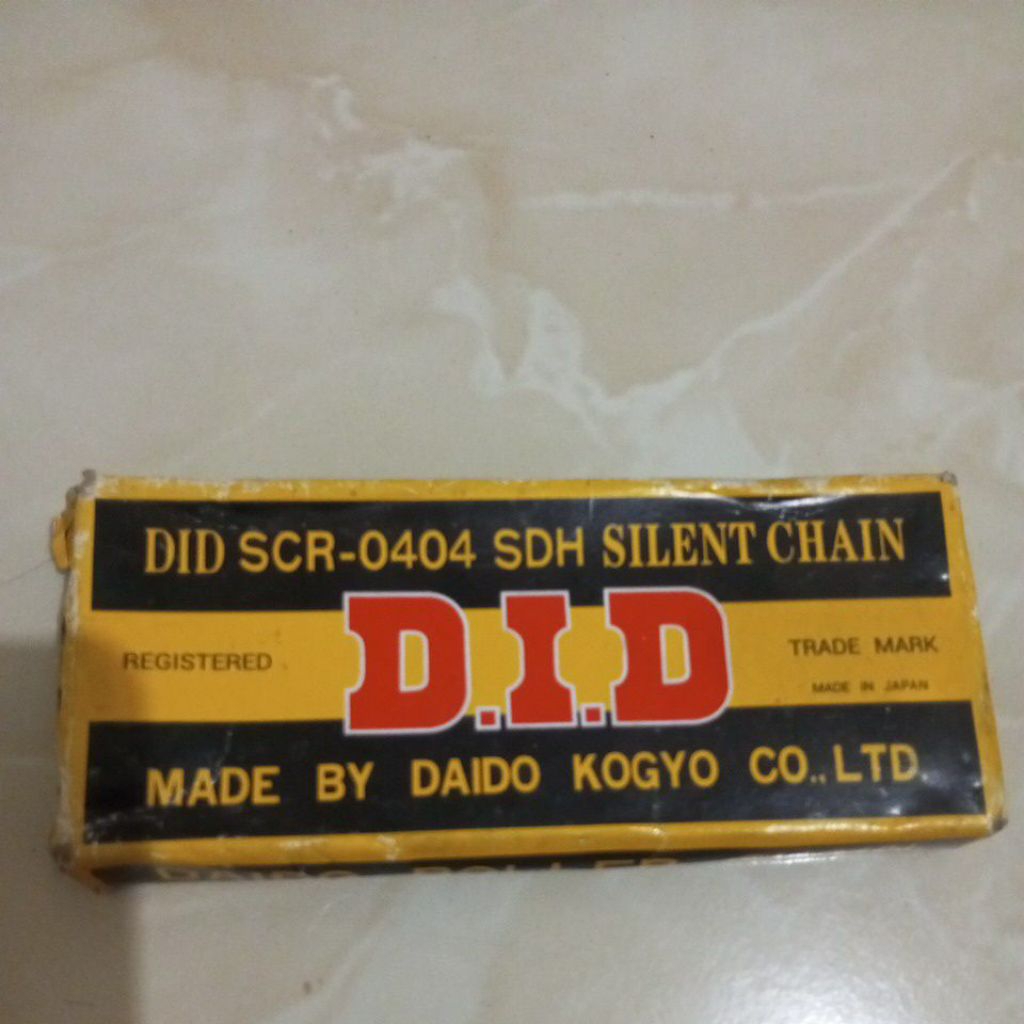 DID SCR-0404 SDH SILENT CHAIN
REGISTERED
D.I.D
TRADE MARK
MADE IN JAPAN
MADE BY DAIDO KOGYO CO., LTD